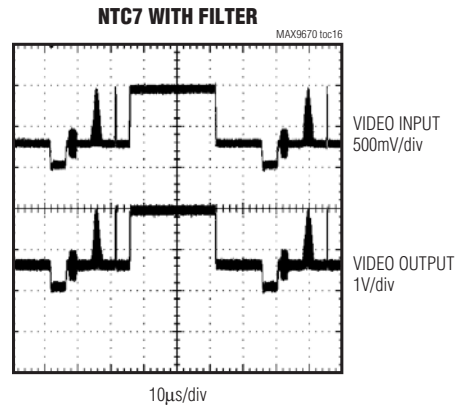 NTC7 WITH FILTER
MAX9670 toc16
VIDEO INPUT
500mV/div
VIDEO OUTPUT
1V/div
10μs/div